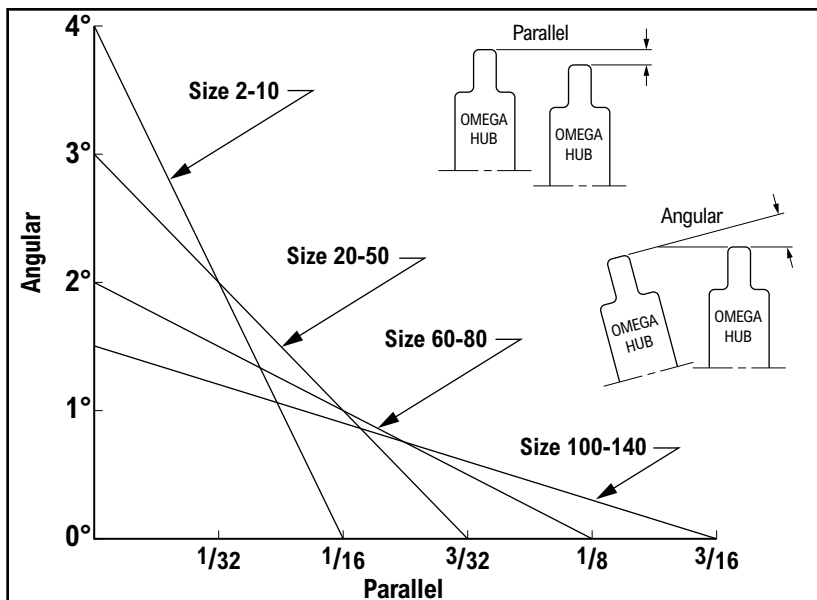 4°
3°
2°
1°
0°
Angular
1/32
1/16
3/32
1/8
3/16
Parallel
Size 2-10
Size 20-50
Size 60-80
Size 100-140
Parallel
OMEGA
HUB
OMEGA
HUB
Angular
OMEGA
HUB
OMEGA
HUB